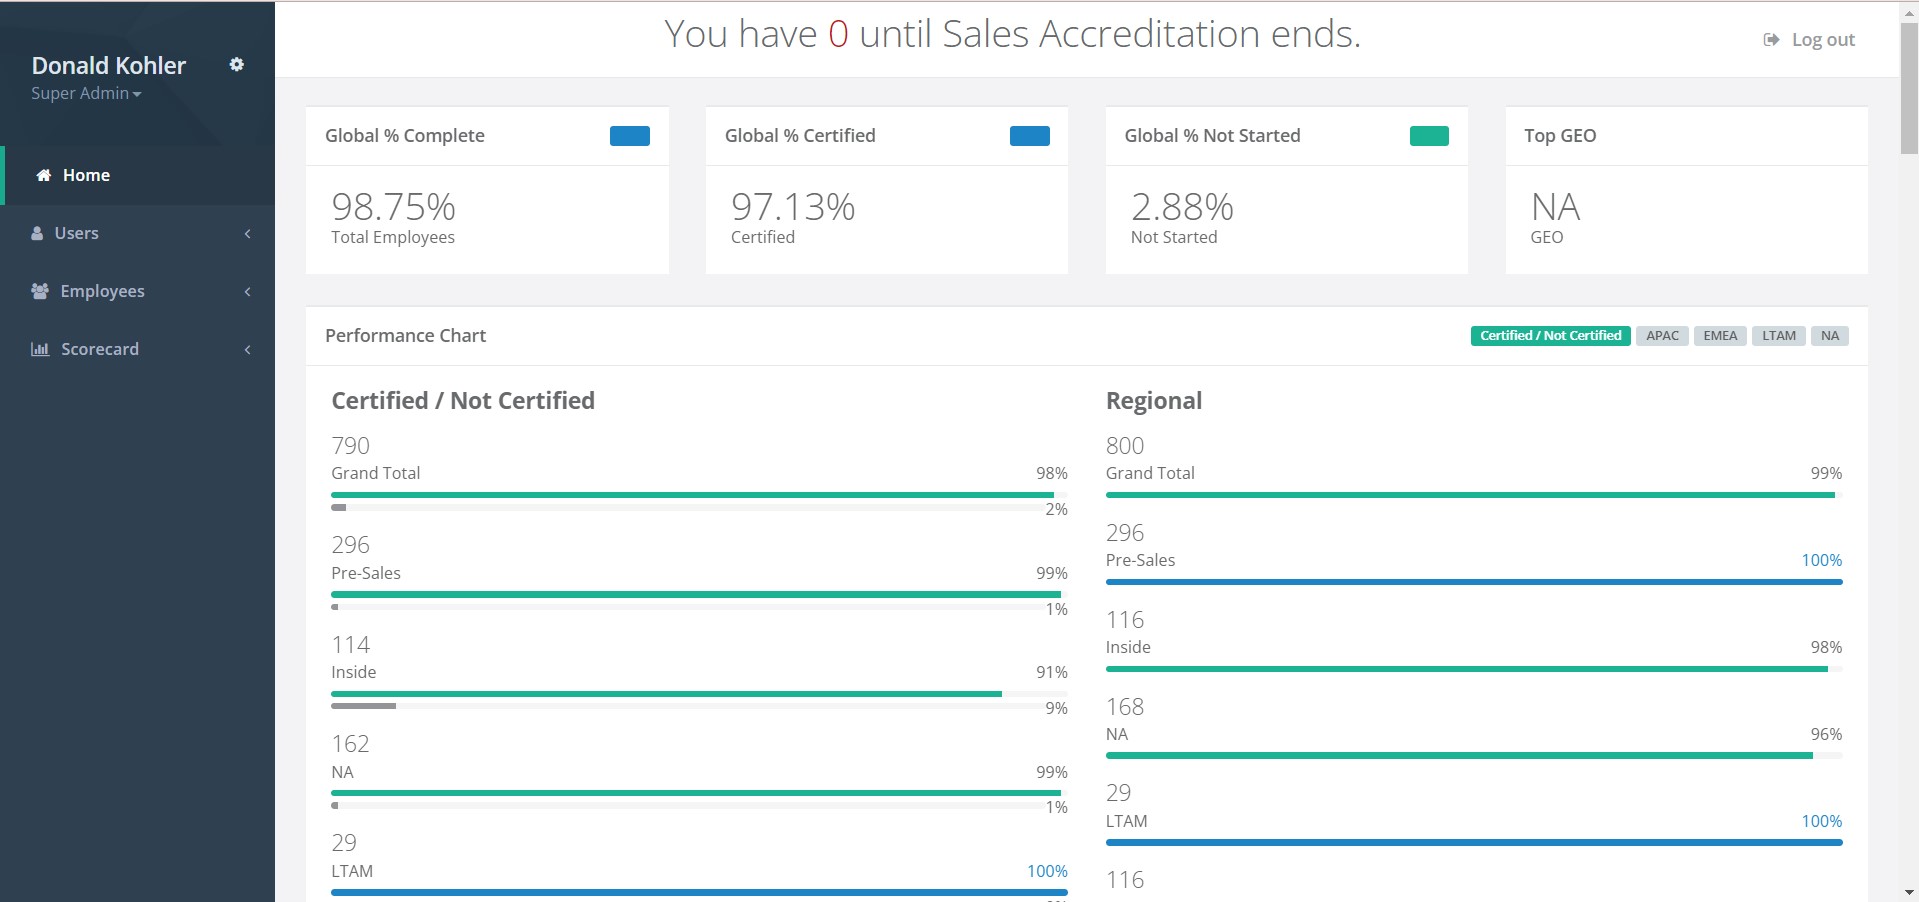 You have 0 until Sales Accreditation ends.
Log out
Donald Kohler
Super Admin
Home
Users
Employees
Scorecard
Global % Complete
98.75%
Total Employees
Global % Certified
97.13%
Certified
Global % Not Started
2.88%
Not Started
Top GEO
NA
GEO
Performance Chart
Certified / Not Certified APAC EMEA LTAM NA
Certified / Not Certified
790
Grand Total 98%
2%
296
Pre-Sales 99%
1%
114
Inside 91%
9%
162
NA 99%
1%
29
LTAM 100%
Regional
800
Grand Total 99%
296
Pre-Sales 100%
116
Inside 98%
168
NA 96%
29
LTAM 100%
116